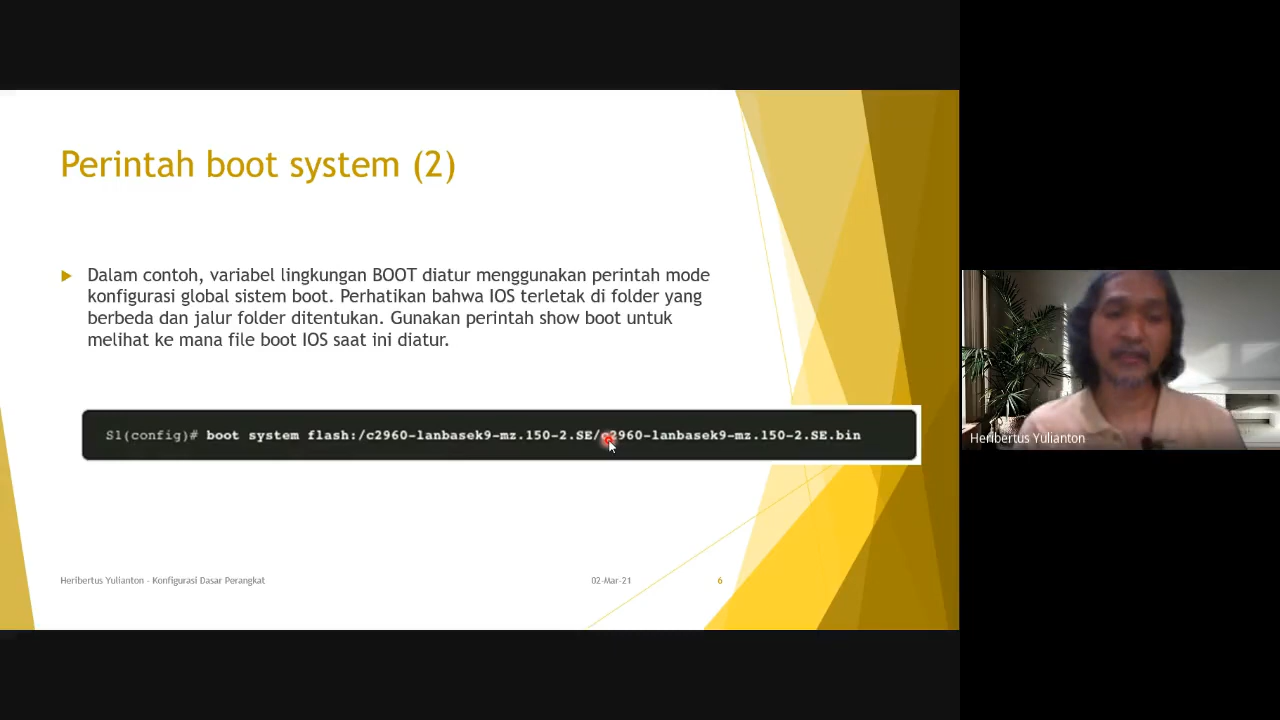 Perintah boot system (2)
Dalam contoh, variabel lingkungan BOOT diatur menggunakan perintah mode
konfigurasi global sistem boot. Perhatikan bahwa IOS terletak di folder yang
berbeda dan jalur folder ditentukan. Gunakan perintah show boot untuk
melihat ke mana file boot IOS saat ini diatur.
S1(config)# boot system flash:/c2960-lanbasek9-mz.150-2.SE/c2960-lanbasek9-mz.150-2.SE.bin
Heribertus Yulianton - Konfigurasi Dasar Perangkat
02-Mar-21
6
Heribertus Yulianton